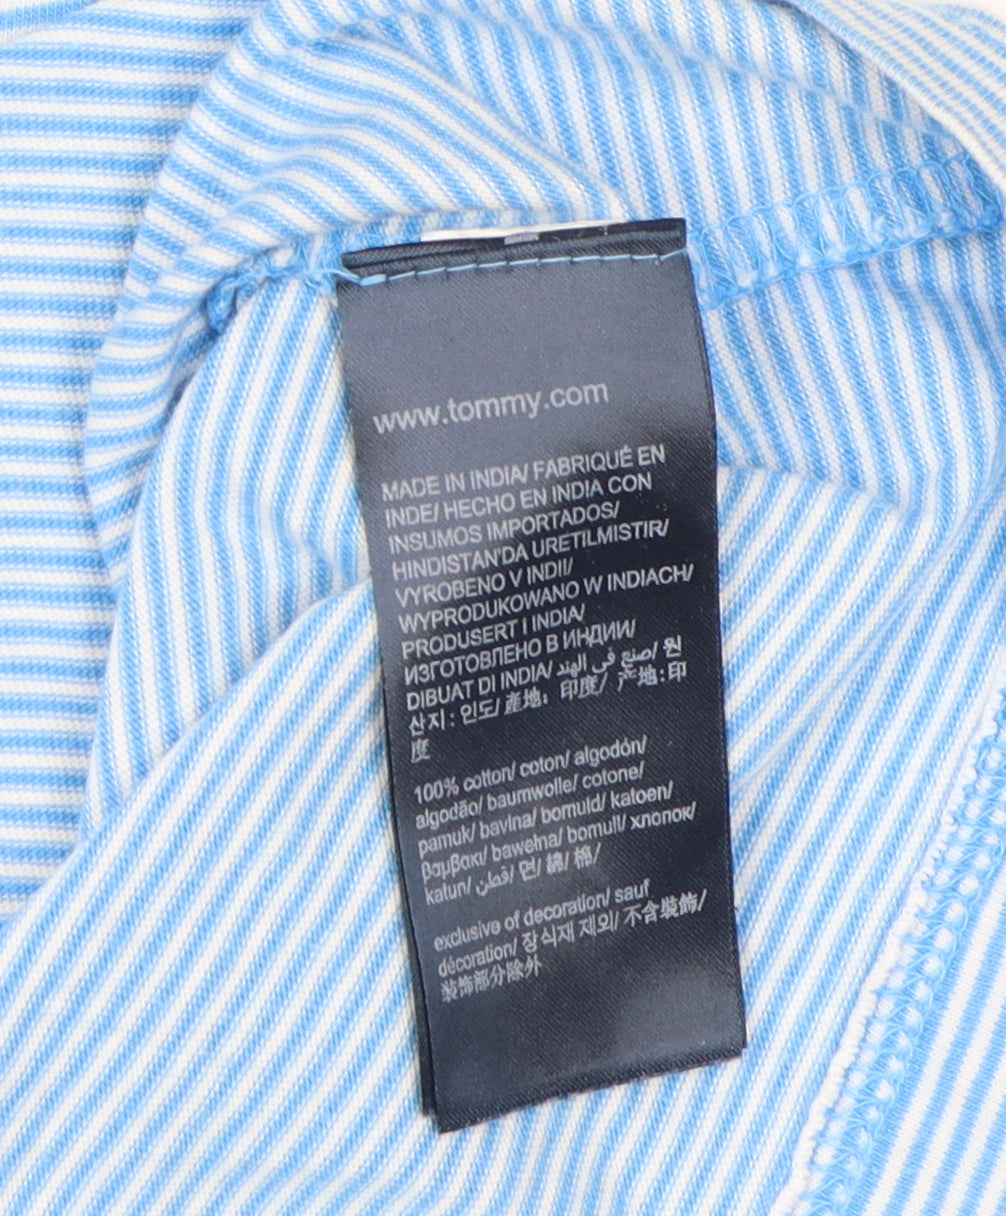 www.tommy.com
MADE IN INDIA/ FABRIQUÉ EN
INDE/ HECHO EN INDIA CON
INSUMOS IMPORTADOS/
HINDISTAN'DA URETILMISTIR/
VYROBENO V INDII/
WYPRODUKOWANO W INDIACH/
PRODUSERT I INDIA/
ИЗГОТОВЛЕНО В ИНДИИ/
DIBUAT DI INDIA/ صنع في الهند/ 원
산지: 인도/ 產地: 印度/ 产地: 印
度
100% cotton/ coton/ algodón/
algodão/ baumwolle/ cotone/
pamuk/ bavlna/ bomuld/ katoen/
βαμβακι/ bawełna/ bomull/ хлопок/
katun/ قطن/ 면/ 綿/ 棉/
exclusive of decoration/ sauf
décoration/ 장식재 제외/ 不含裝飾/
装饰部分除外